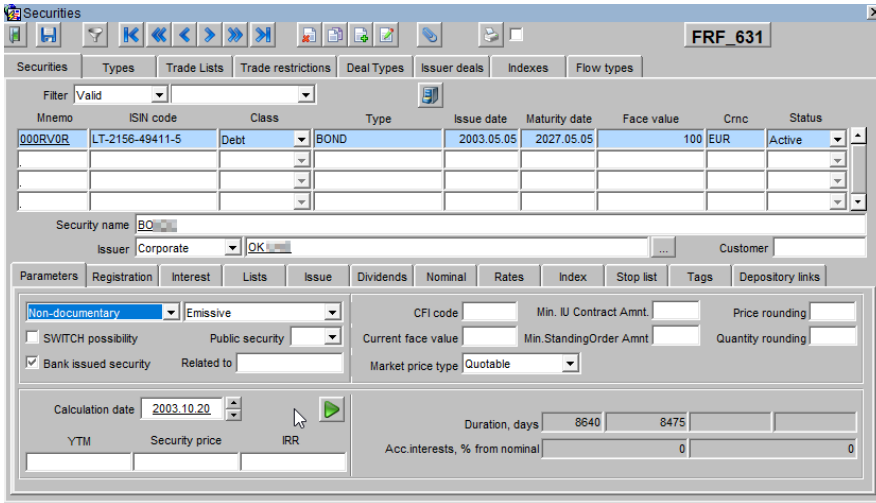 Securities
FRF_631
Securities Types Trade Lists Trade restrictions Deal Types Issuer deals Indexes Flow types
Filter Valid
Mnemo ISIN code Class Type Issue date Maturity date Face value Crnc Status
000RV0R LT-2156-49411-5 Debt BOND 2003.05.05 2027.05.05 100 EUR Active
Security name BO
Issuer Corporate OK ... Customer
Parameters Registration Interest Lists Issue Dividends Nominal Rates Index Stop list Tags Depository links
Non-documentary Emissive CFI code Min. IU Contract Amnt. Price rounding
SWITCH possibility Public security Current face value Min.StandingOrder Amnt Quantity rounding
Bank issued security Related to Market price type Quotable
Calculation date 2003.10.20 Duration, days 8640 8475
YTM Security price IRR Acc.interests, % from nominal 0 0